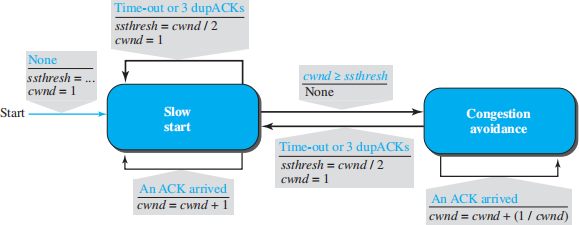 Time-out or 3 dupACKs
ssthresh = cwnd / 2
cwnd = 1
None
ssthresh = ...
cwnd = 1
Start
Slow
start
cwnd ≥ ssthresh
None
Congestion
avoidance
Time-out or 3 dupACKs
ssthresh = cwnd / 2
cwnd = 1
An ACK arrived
cwnd = cwnd + 1
An ACK arrived
cwnd = cwnd + (1 / cwnd)